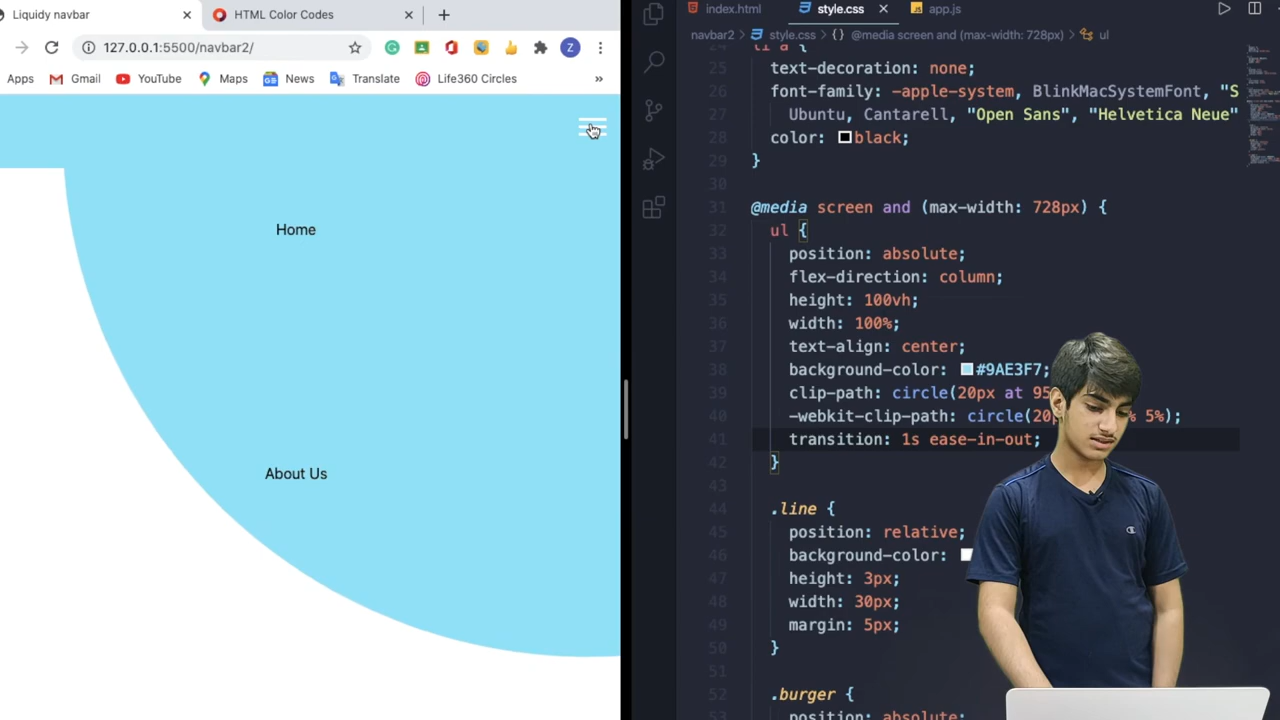 Liquidy navbar
HTML Color Codes
127.0.0.1:5500/navbar2/
Z
Apps
Gmail
YouTube
Maps
News
Translate
Life360 Circles
»
Home
About Us
index.html
style.css
app.js
navbar2 > style.css > {} @media screen and (max-width: 728px) > ul
24 li a {
25 text-decoration: none;
26 font-family: -apple-system, BlinkMacSystemFont, "S
27 Ubuntu, Cantarell, "Open Sans", "Helvetica Neue"
28 color: black;
29 }
30
31 @media screen and (max-width: 728px) {
32 ul {
33 position: absolute;
34 flex-direction: column;
35 height: 100vh;
36 width: 100%;
37 text-align: center;
38 background-color: #9AE3F7;
39 clip-path: circle(20px at 95
40 -webkit-clip-path: circle(20 % 5%);
41 transition: 1s ease-in-out;
42 }
43
44 .line {
45 position: relative;
46 background-color:
47 height: 3px;
48 width: 30px;
49 margin: 5px;
50 }
51
52 .burger {
53 position: absolute;